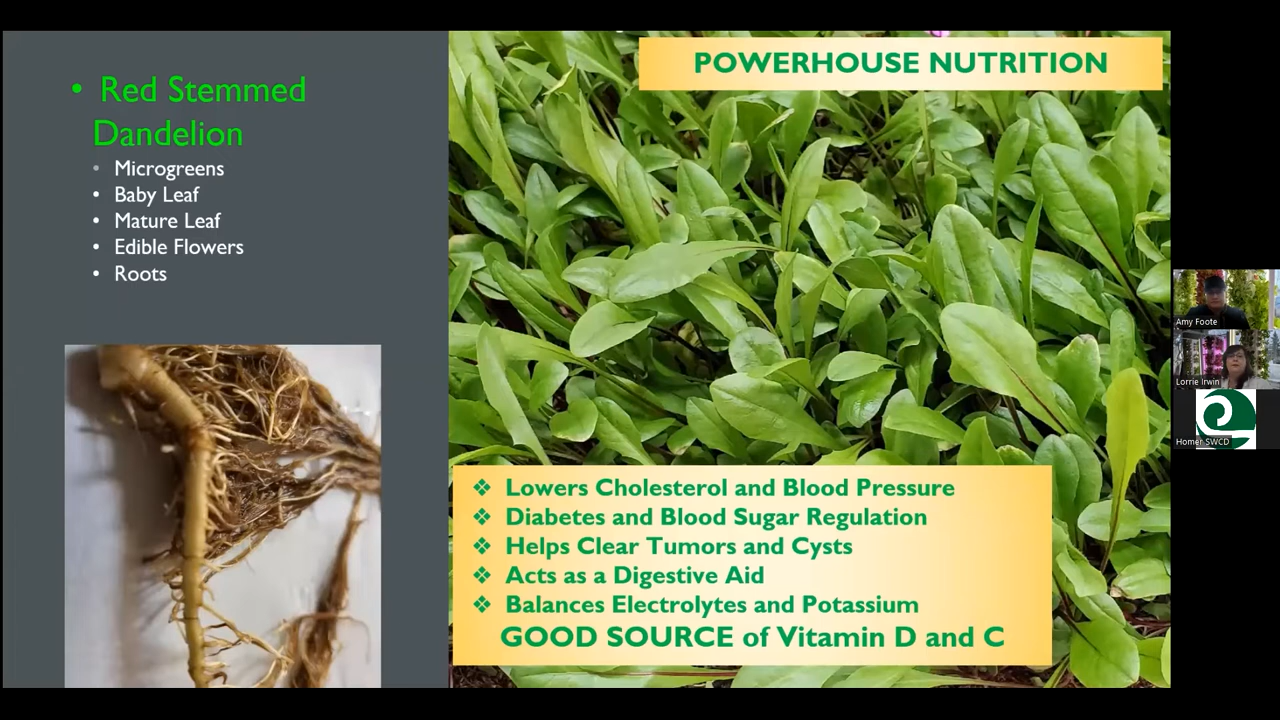 • Red Stemmed
Dandelion
• Microgreens
• Baby Leaf
• Mature Leaf
• Edible Flowers
• Roots
POWERHOUSE NUTRITION
❖ Lowers Cholesterol and Blood Pressure
❖ Diabetes and Blood Sugar Regulation
❖ Helps Clear Tumors and Cysts
❖ Acts as a Digestive Aid
❖ Balances Electrolytes and Potassium
GOOD SOURCE of Vitamin D and C
Amy Foote
Lorrie Irwin
Homer SWCD